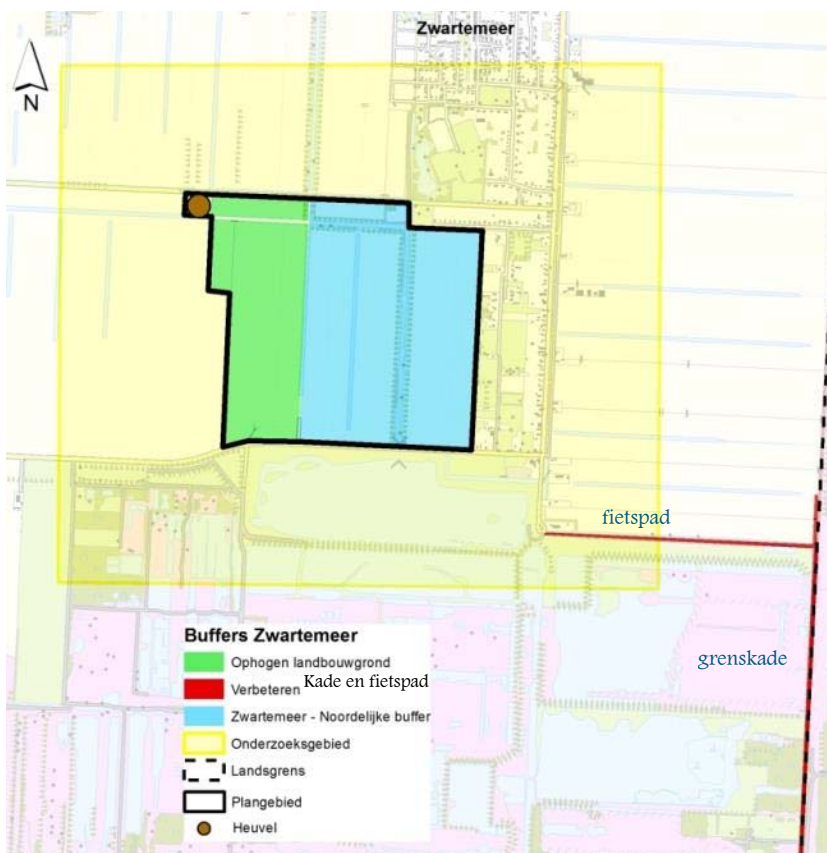 Zwartemeer
N
fietspad
grenskade
Buffers Zwartemeer
Ophogen landbouwgrond
Verbeteren Kade en fietspad
Zwartemeer - Noordelijke buffer
Onderzoeksgebied
Landsgrens
Plangebied
Heuvel